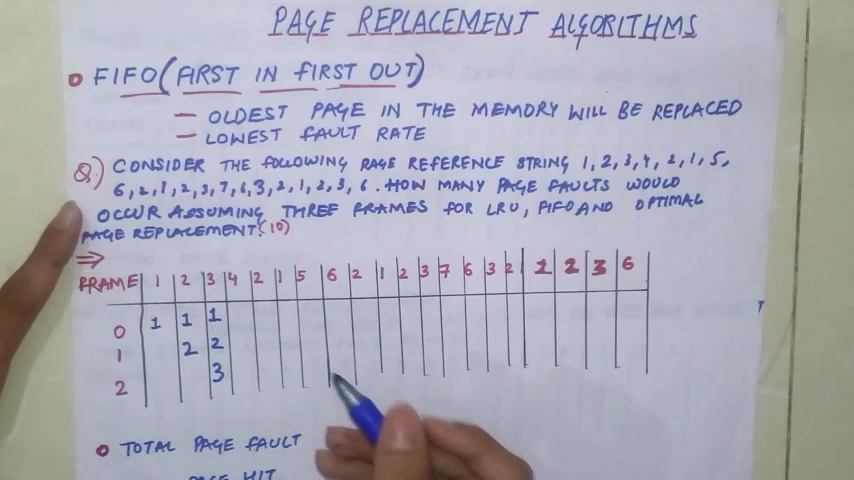 PAGE REPLACEMENT ALGORITHMS
FIFO (FIRST IN FIRST OUT)
— OLDEST PAGE IN THE MEMORY WILL BE REPLACED
— LOWEST FAULT RATE
Q.) CONSIDER THE FOLLOWING PAGE REFERENCE STRING 1, 2, 3, 4, 2, 1, 5,
6, 2, 1, 2, 3, 7, 6, 3, 2, 1, 2, 3, 6. HOW MANY PAGE FAULTS WOULD
OCCUR ASSUMING THREE FRAMES FOR LRU, FIFO AND OPTIMAL
PAGE REPLACEMENT. (10)
⇒
FRAME 1 2 3 4 2 1 5 6 2 1 2 3 7 6 3 2 1 2 3 6
0 1 1 1
1 2 2
2 3
TOTAL PAGE FAULT
PAGE HIT